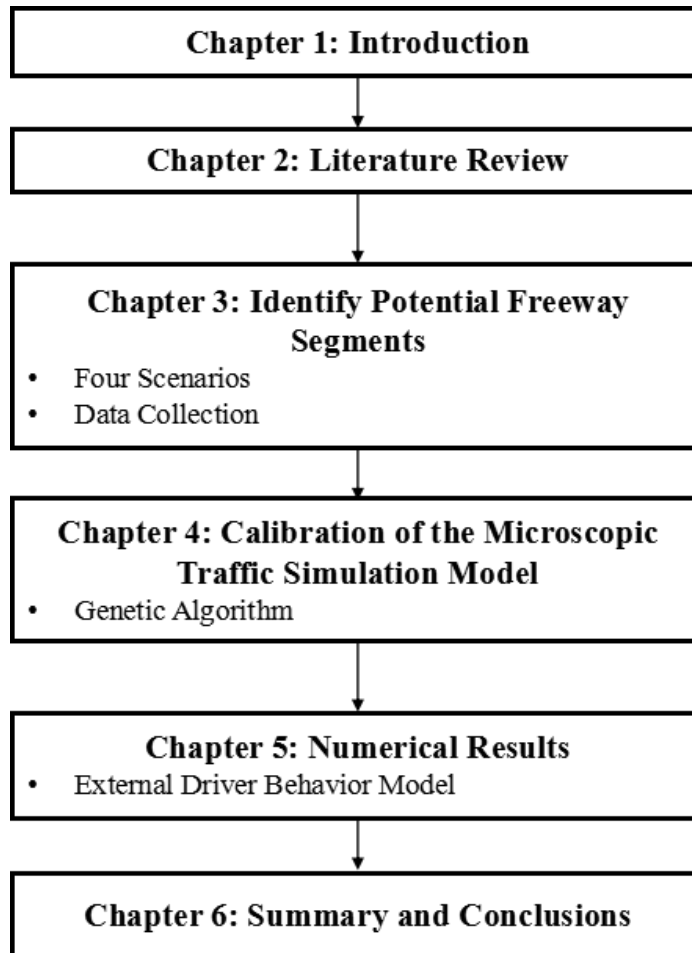 Chapter 1: Introduction
Chapter 2: Literature Review
Chapter 3: Identify Potential Freeway
Segments
• Four Scenarios
• Data Collection
Chapter 4: Calibration of the Microscopic
Traffic Simulation Model
• Genetic Algorithm
Chapter 5: Numerical Results
• External Driver Behavior Model
Chapter 6: Summary and Conclusions